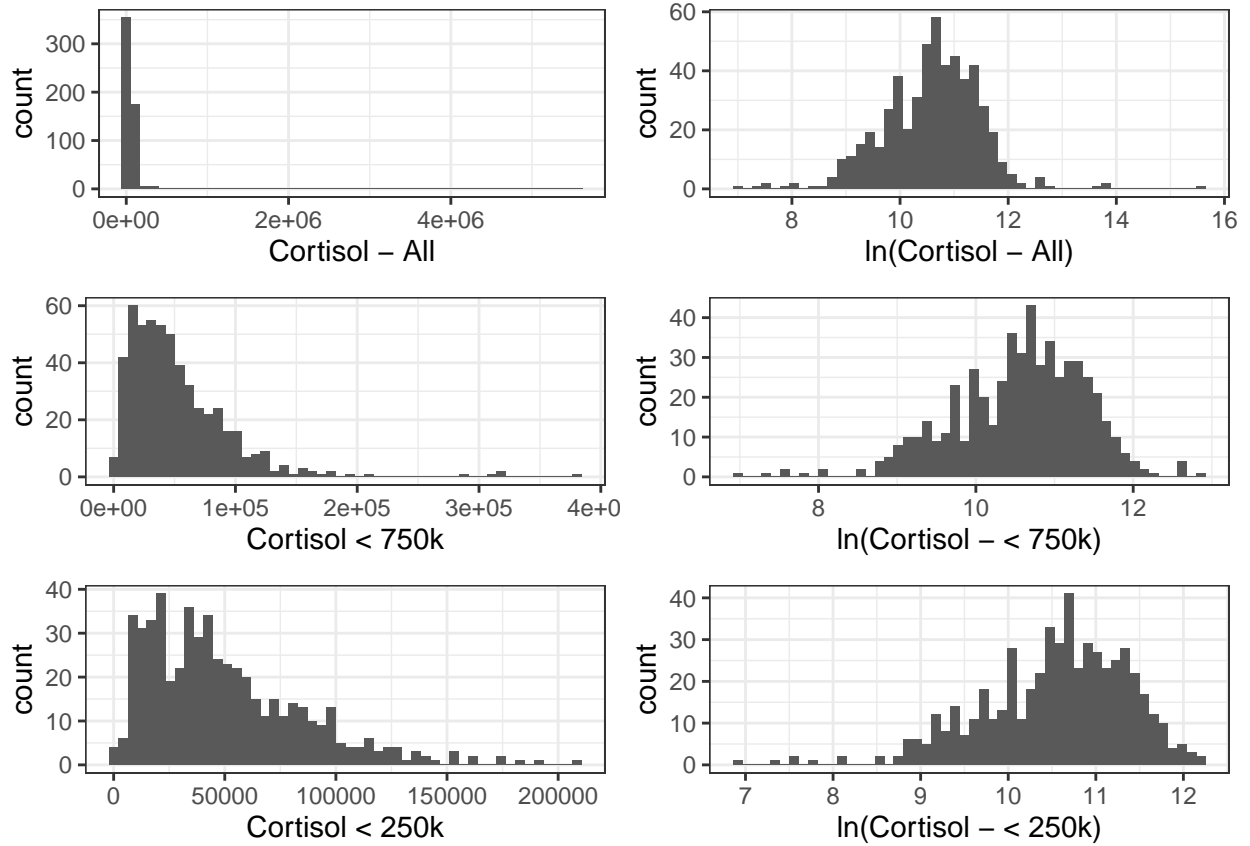 count
300
200
100
0
0e+00 2e+06 4e+06
Cortisol − All
count
60
40
20
0
8 10 12 14 16
ln(Cortisol − All)
count
60
40
20
0
0e+00 1e+05 2e+05 3e+05 4e+0
Cortisol < 750k
count
40
30
20
10
0
8 10 12
ln(Cortisol − < 750k)
count
40
30
20
10
0
0 50000 100000 150000 200000
Cortisol < 250k
count
40
30
20
10
0
7 8 9 10 11 12
ln(Cortisol − < 250k)